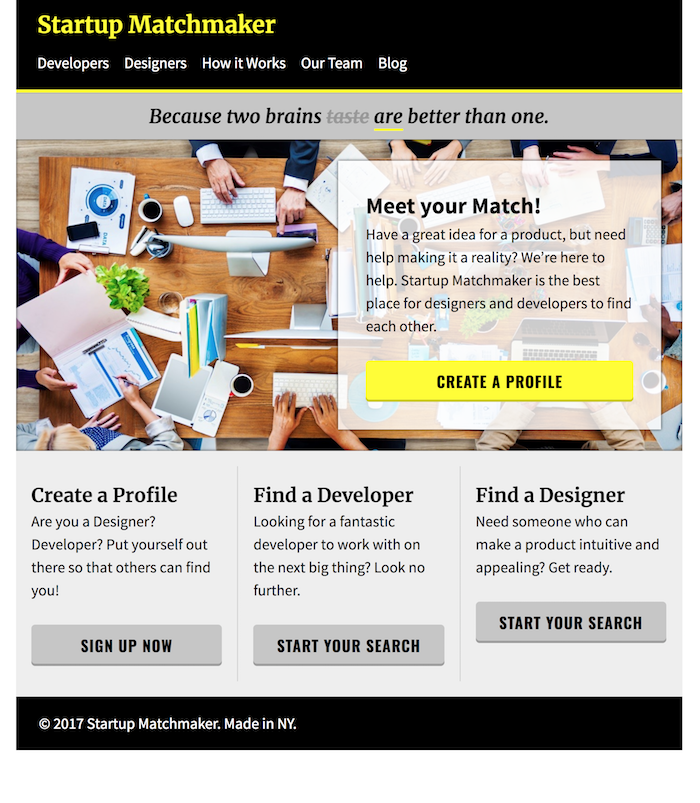 Startup Matchmaker
Developers Designers How it Works Our Team Blog
Because two brains taste are better than one.
Meet your Match!
Have a great idea for a product, but need
help making it a reality? We’re here to
help. Startup Matchmaker is the best
place for designers and developers to find
each other.
CREATE A PROFILE
Create a Profile
Are you a Designer?
Developer? Put yourself out
there so that others can find
you!
SIGN UP NOW
Find a Developer
Looking for a fantastic
developer to work with on
the next big thing? Look no
further.
START YOUR SEARCH
Find a Designer
Need someone who can
make a product intuitive and
appealing? Get ready.
START YOUR SEARCH
© 2017 Startup Matchmaker. Made in NY.